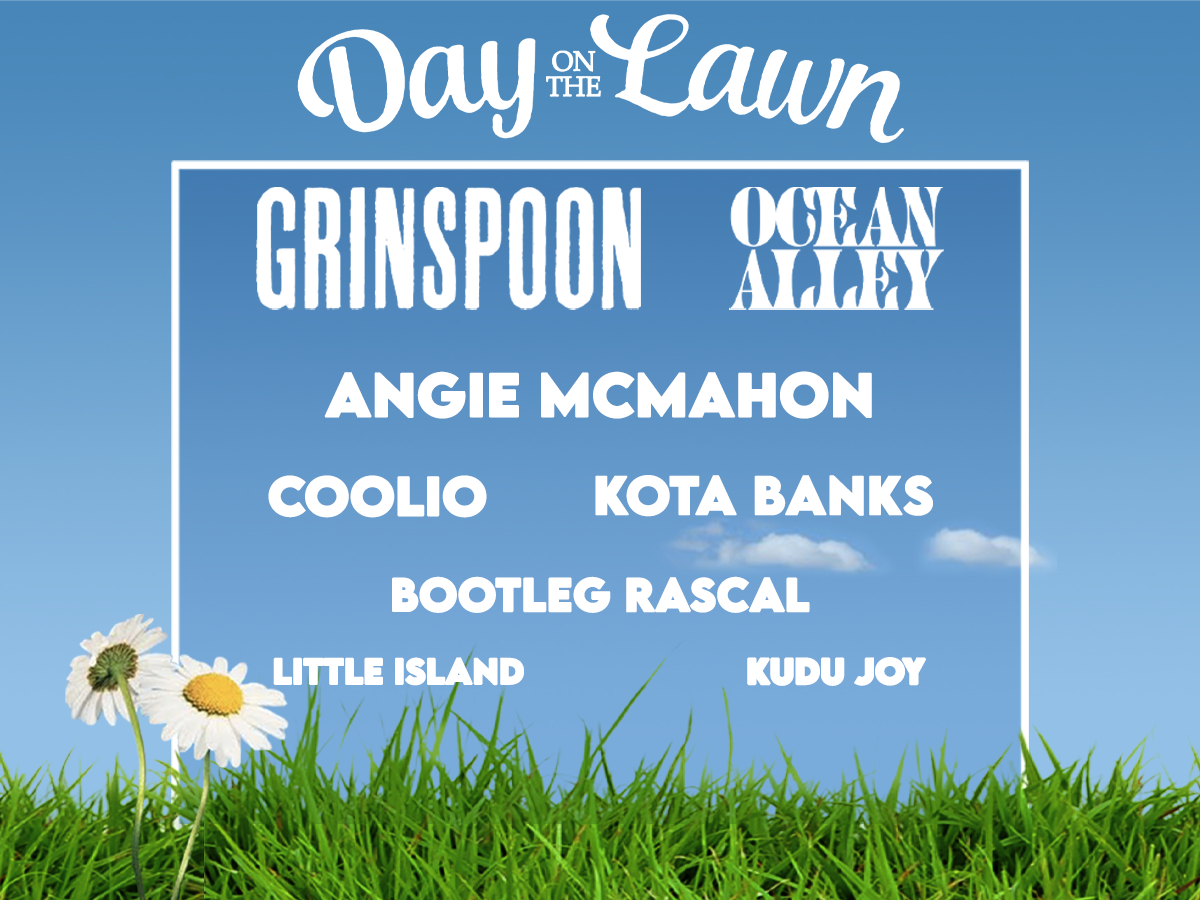 Day ON THE Lawn
GRINSPOON
OCEAN
ALLEY
ANGIE MCMAHON
COOLIO KOTA BANKS
BOOTLEG RASCAL
LITTLE ISLAND KUDU JOY